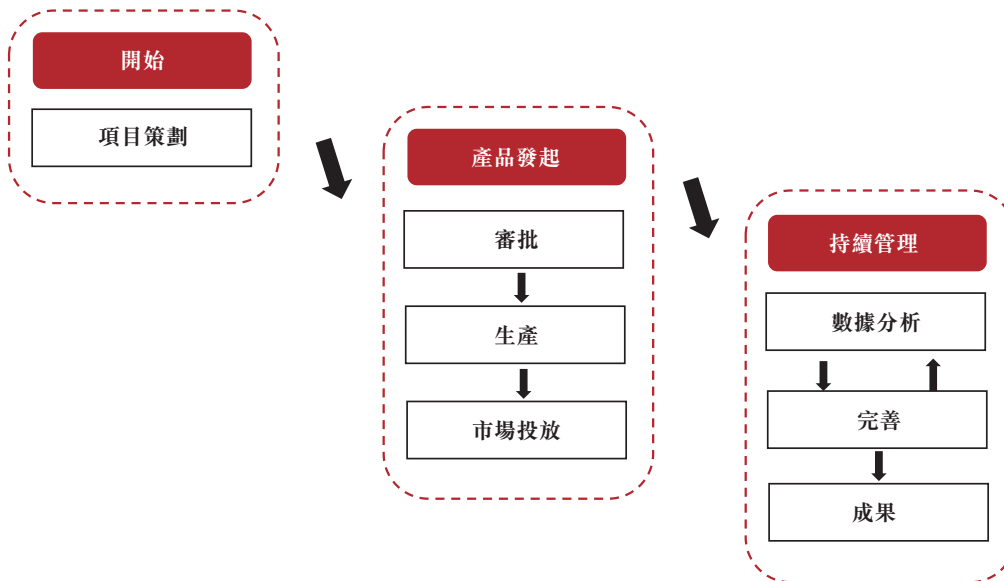 開始
項目策劃
產品發起
審批
生產
市場投放
持續管理
數據分析
完善
成果